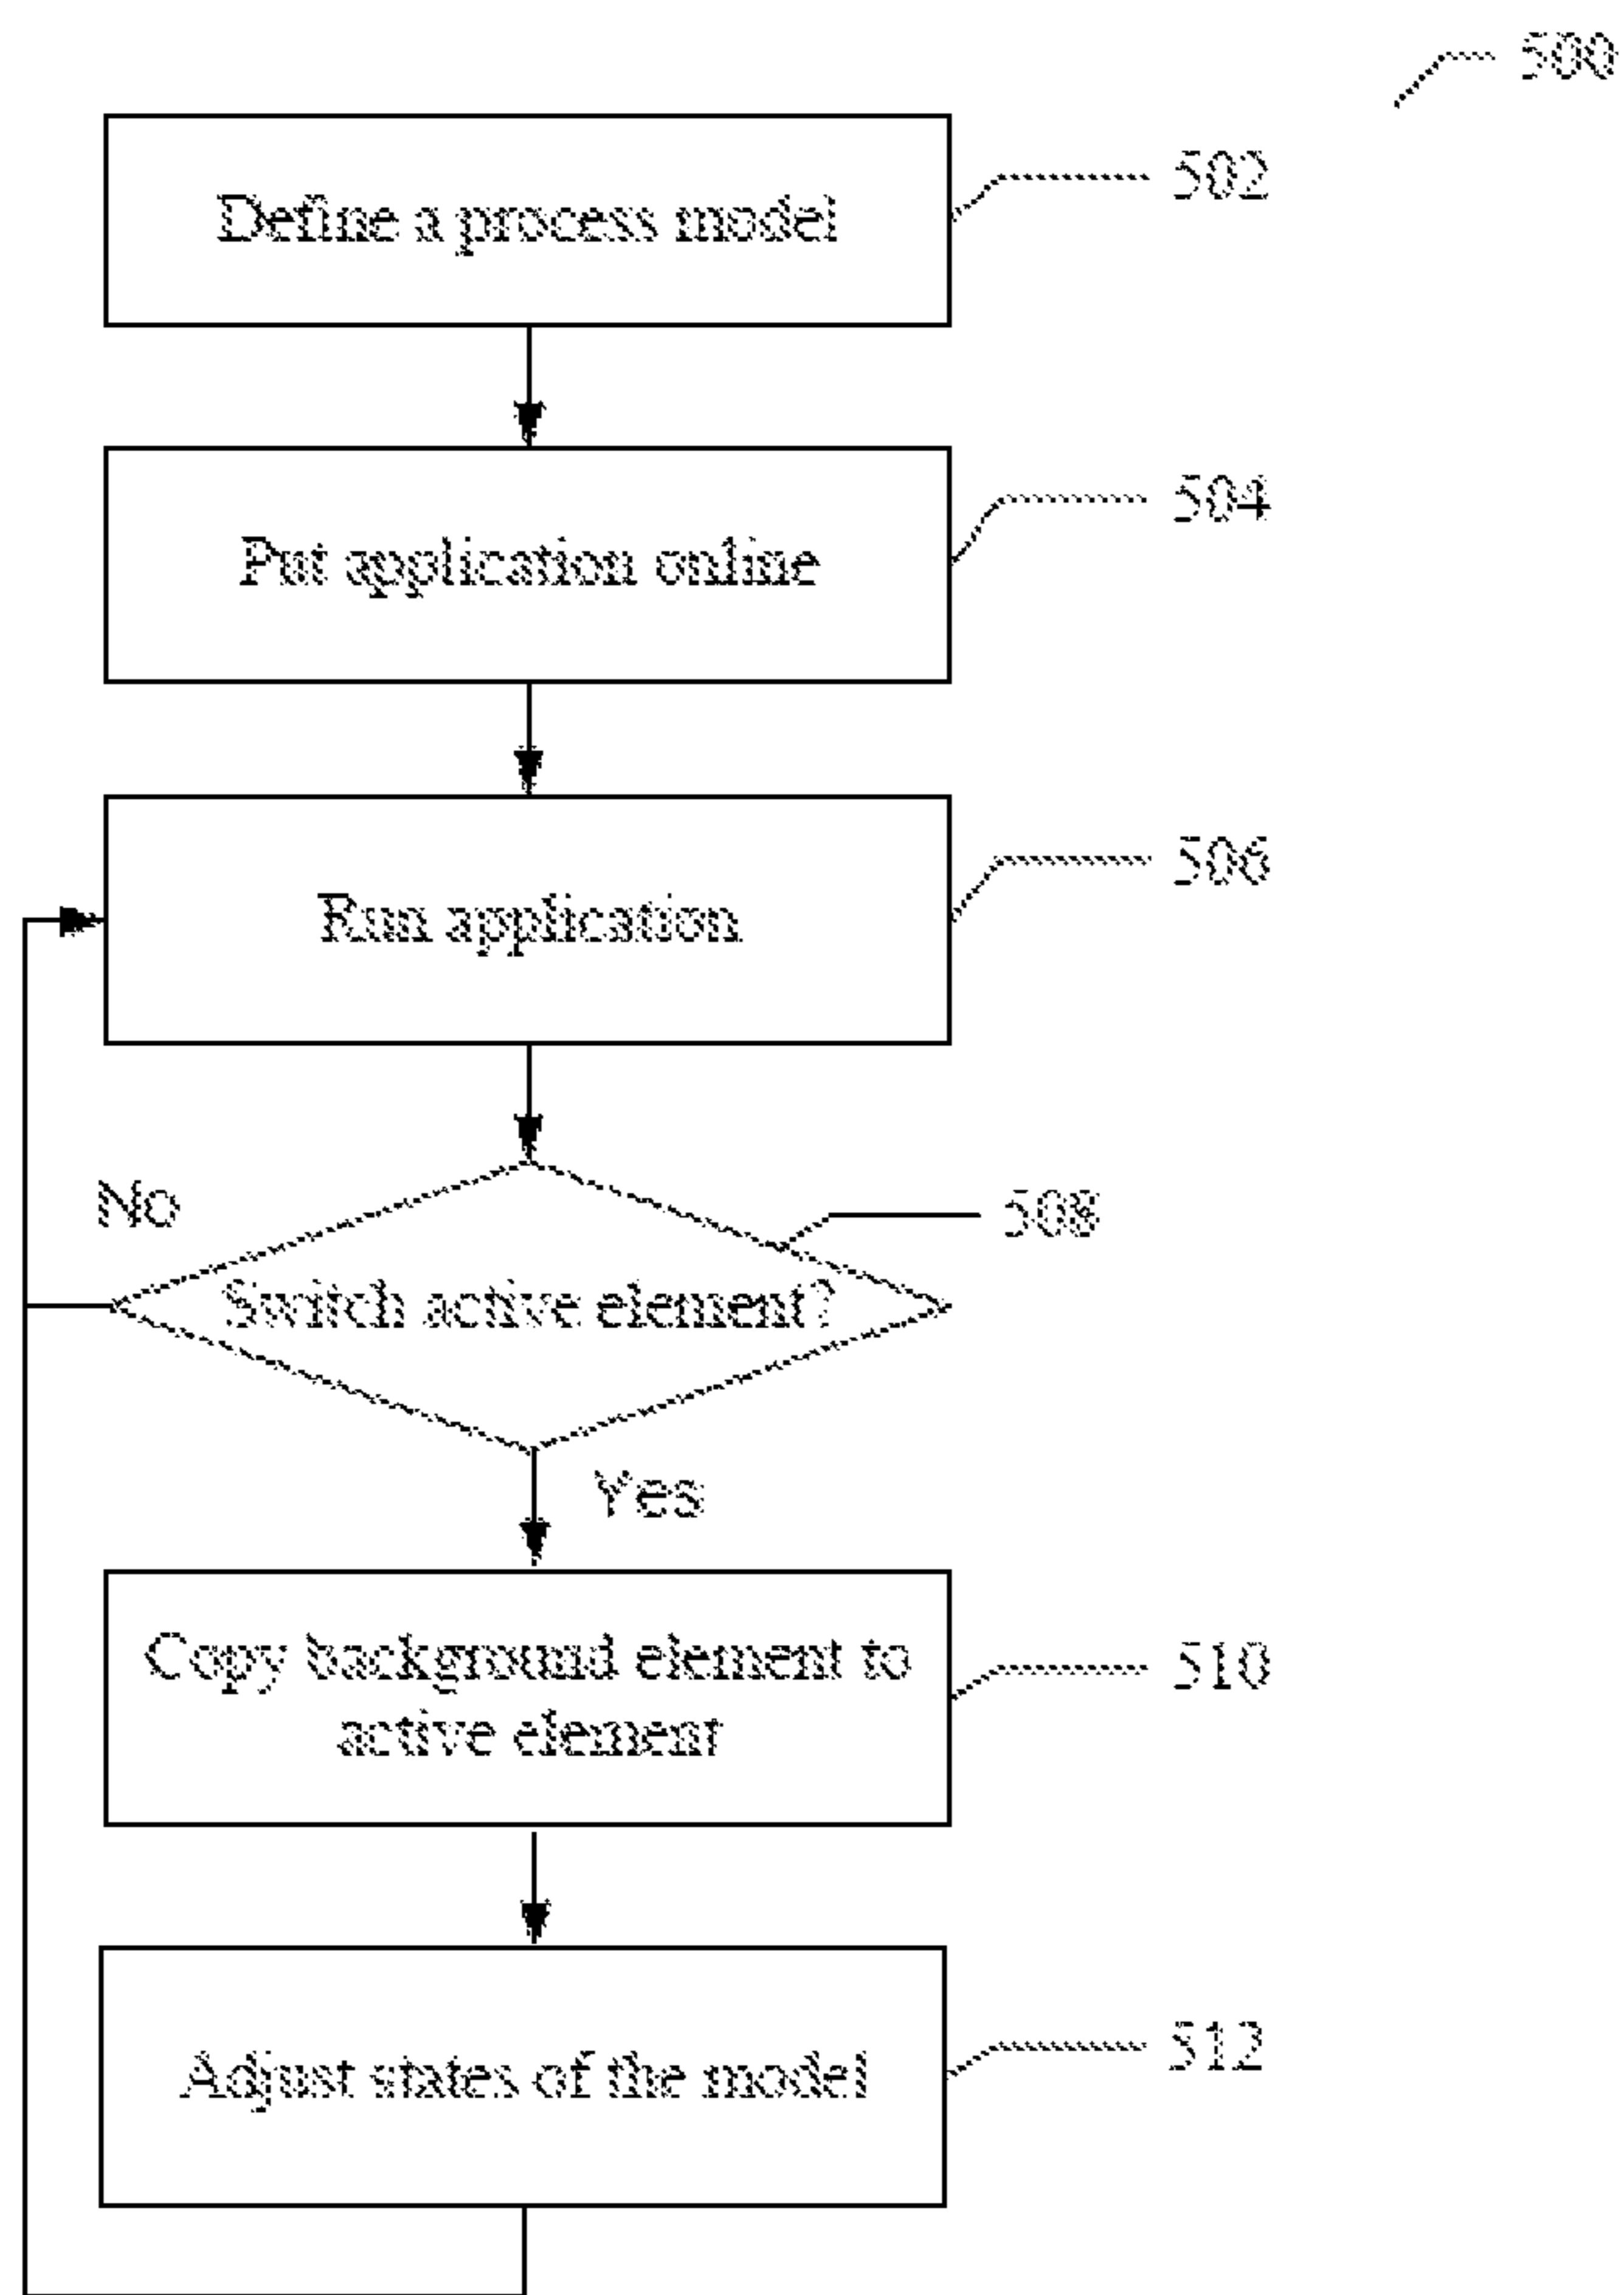 500
Define a process model
502
Put application online
504
Run application
506
No
508
Switch active element?
Yes
Copy background element to
active element
510
Adjust states of the model
512